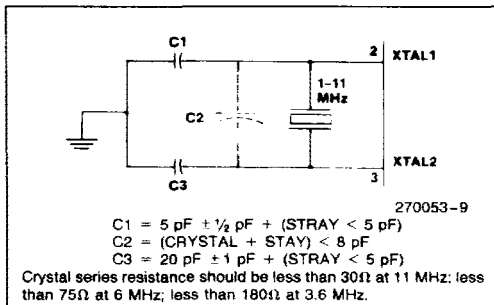 C1
2 XTAL1
1–11
MHz
C2
XTAL2
3
C3
270053–9
C1 = 5 pF ± ½ pF + (STRAY < 5 pF)
C2 = (CRYSTAL + STAY) < 8 pF
C3 = 20 pF ± 1 pF + (STRAY < 5 pF)
Crystal series resistance should be less than 30Ω at 11 MHz; less
than 75Ω at 6 MHz; less than 180Ω at 3.6 MHz.